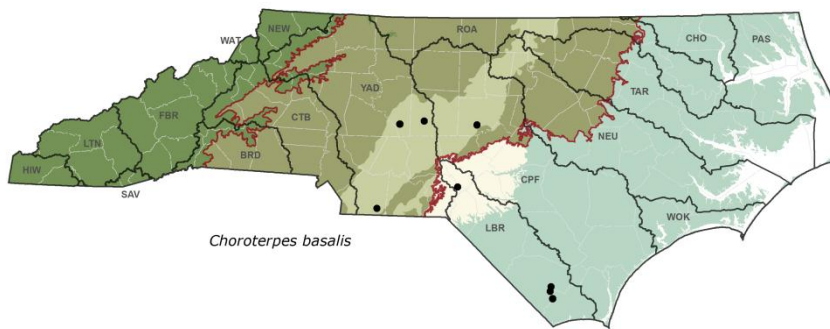 NEW
WAT
ROA
CHO
PAS
YAD
TAR
FBR
CTB
LTN
NEU
HIW
BRD
SAV
CPF
LBR
WOK
Choroterpes basalis